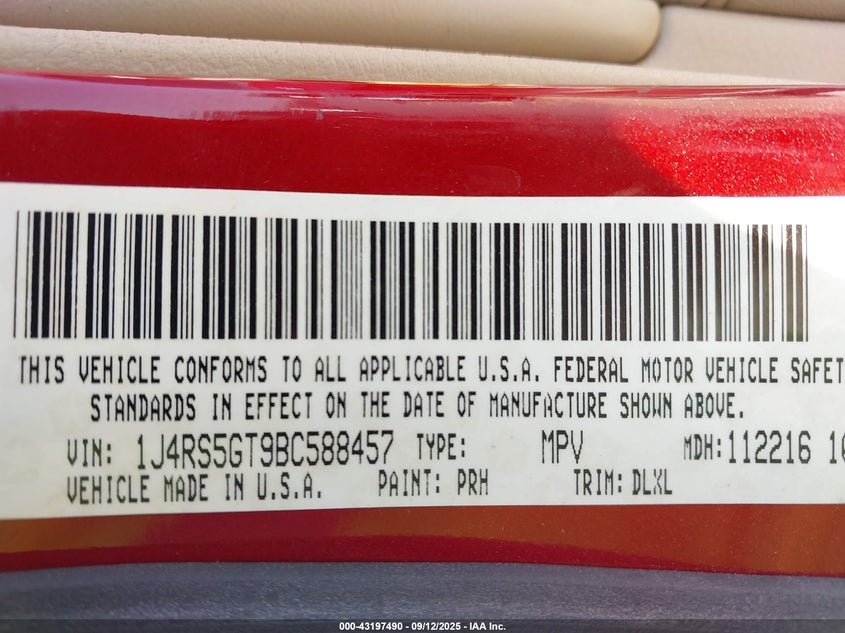 THIS VEHICLE CONFORMS TO ALL APPLICABLE U.S.A. FEDERAL MOTOR VEHICLE SAFET
STANDARDS IN EFFECT ON THE DATE OF MANUFACTURE SHOWN ABOVE.
VIN: 1J4RS5GT9BC588457 TYPE: MPV MDH:112216 10
VEHICLE MADE IN U.S.A. PAINT: PRH TRIM: DLXL
000-43197490 - 09/12/2025 - IAA Inc.